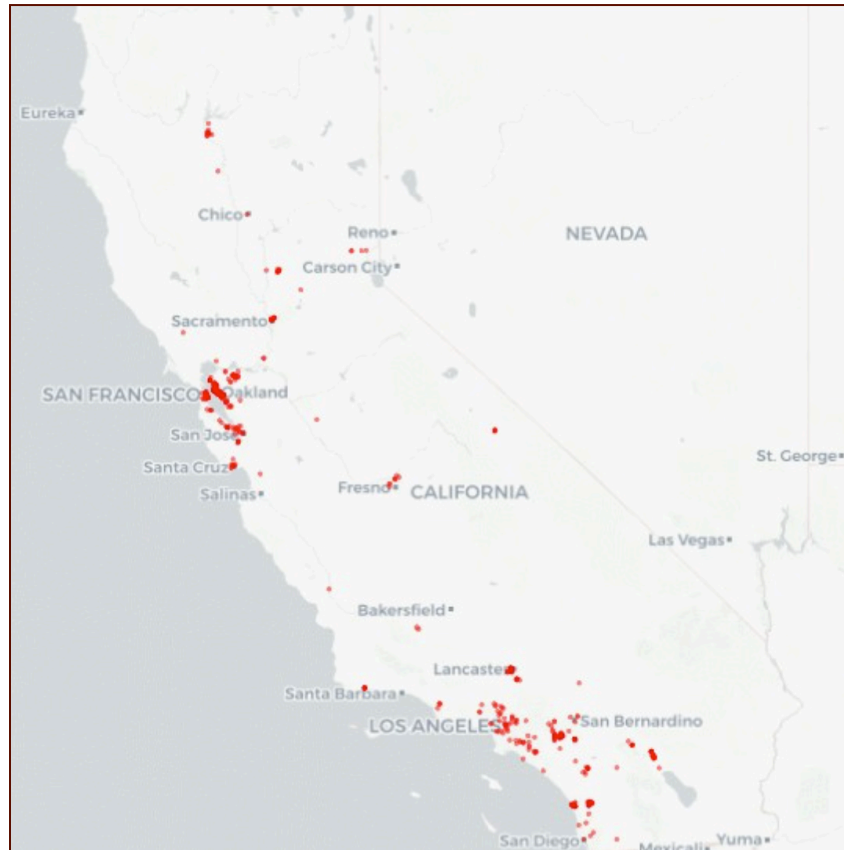 Eureka
Chico
Reno
NEVADA
Carson City
Sacramento
SAN FRANCISCO
Oakland
San Jose
St. George
Santa Cruz
Salinas
Fresno
CALIFORNIA
Las Vegas
Bakersfield
Lancaster
Santa Barbara
LOS ANGELES
San Bernardino
San Diego
Mexicali
Yuma